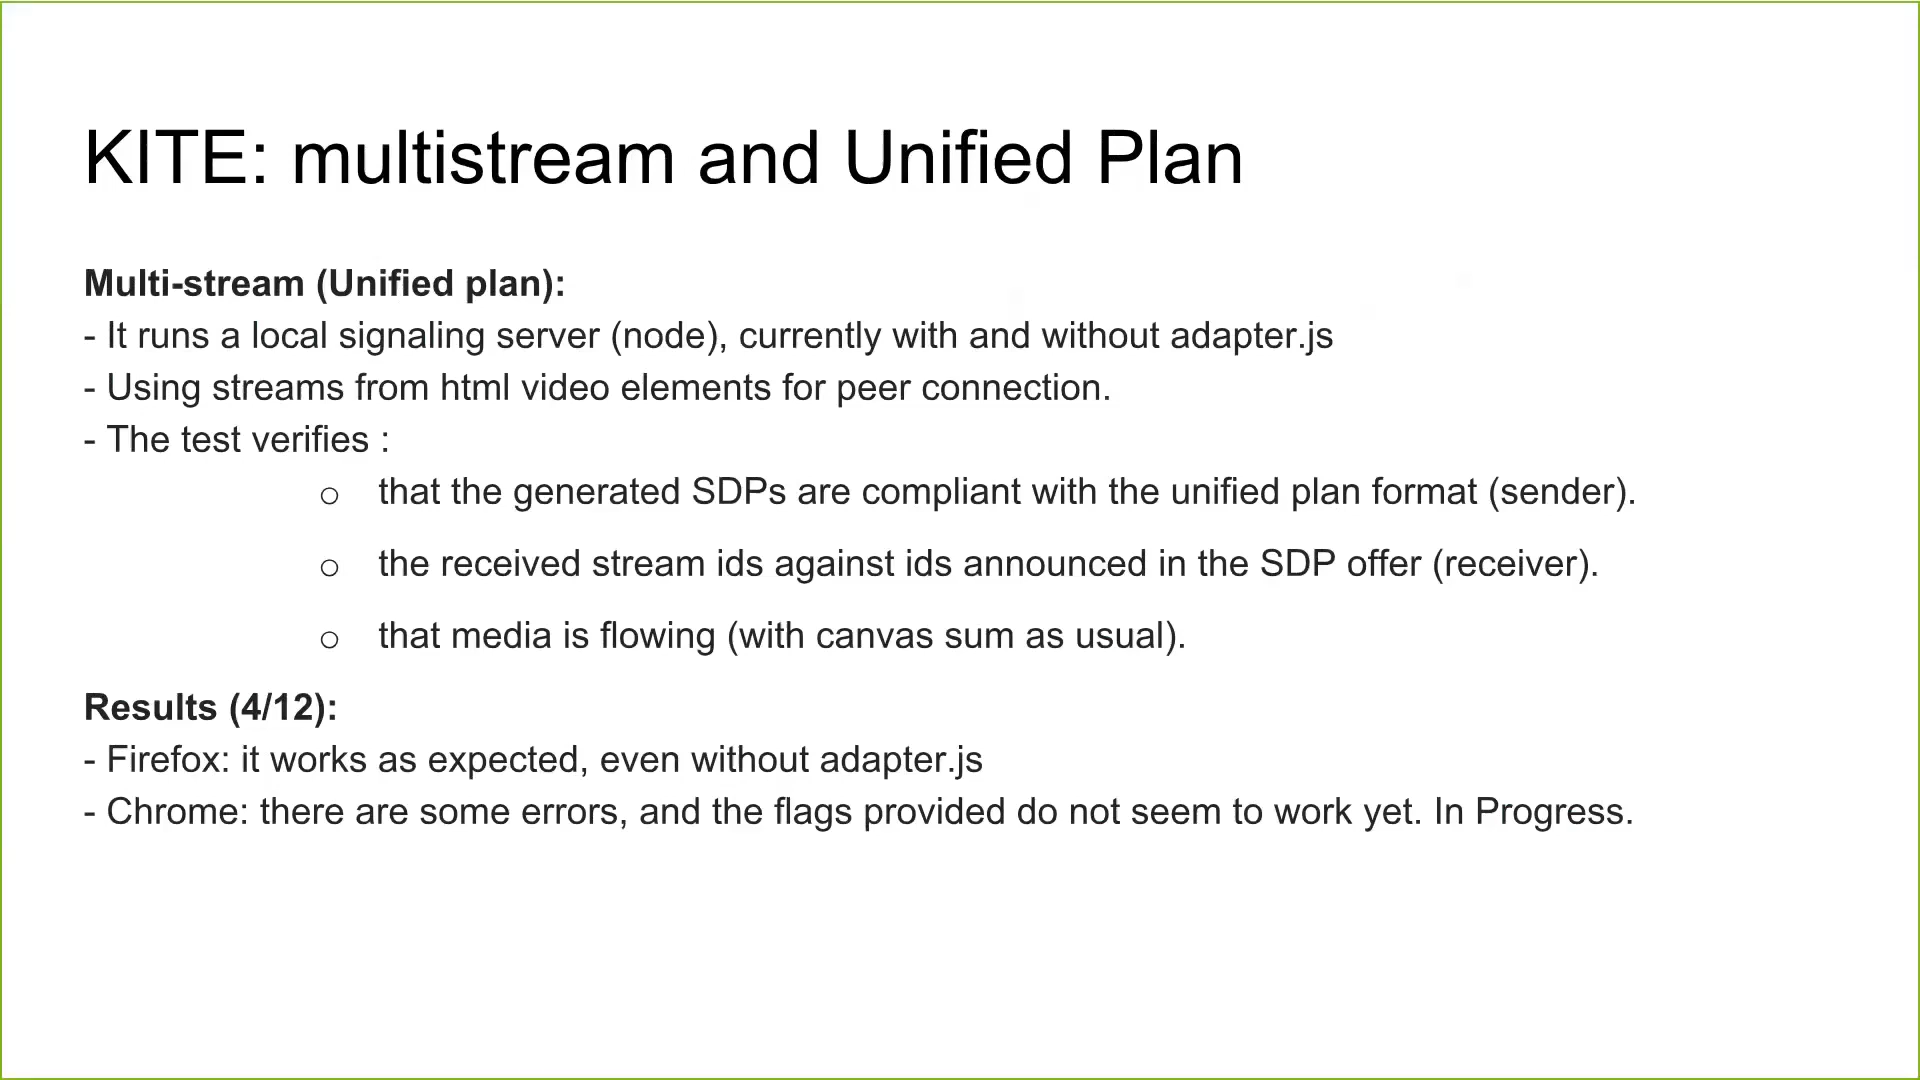 KITE: multistream and Unified Plan
Multi-stream (Unified plan):
- It runs a local signaling server (node), currently with and without adapter.js
- Using streams from html video elements for peer connection.
- The test verifies :
○ that the generated SDPs are compliant with the unified plan format (sender).
○ the received stream ids against ids announced in the SDP offer (receiver).
○ that media is flowing (with canvas sum as usual).
Results (4/12):
- Firefox: it works as expected, even without adapter.js
- Chrome: there are some errors, and the flags provided do not seem to work yet. In Progress.